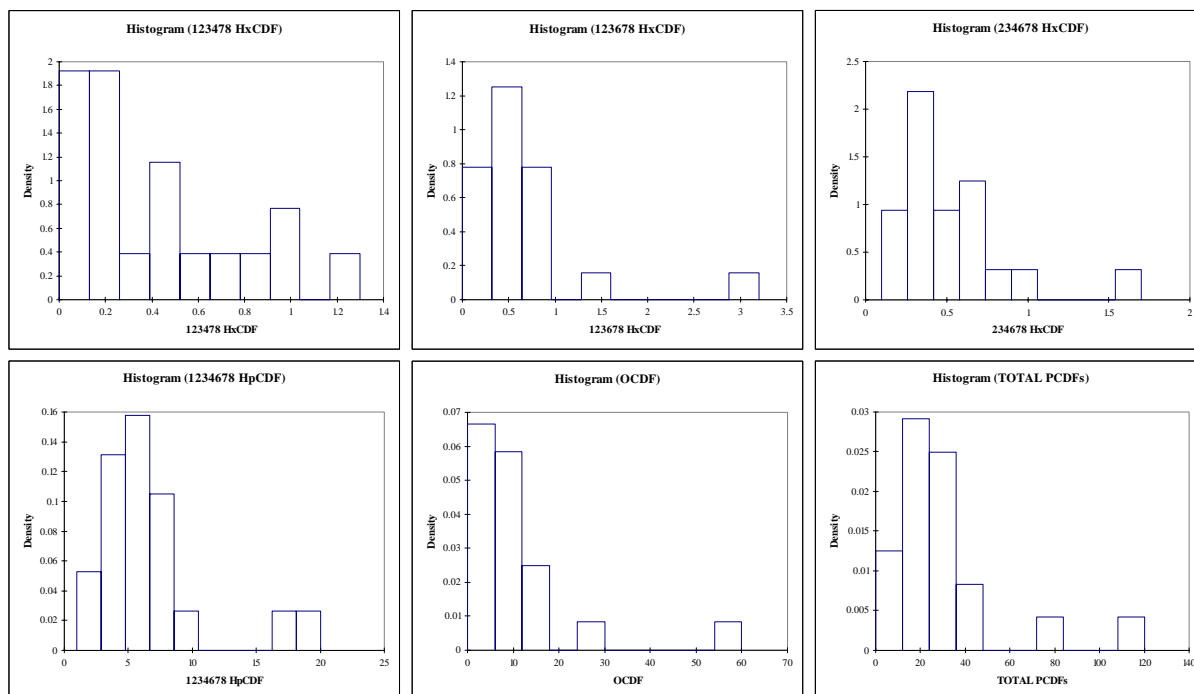 Histogram (123478 HxCDF)
2
1.8
1.6
1.4
1.2
1
0.8
0.6
0.4
0.2
0
Density
0 0.2 0.4 0.6 0.8 1 1.2 1.4
123478 HxCDF
Histogram (123678 HxCDF)
1.4
1.2
1
0.8
0.6
0.4
0.2
0
Density
0 0.5 1 1.5 2 2.5 3 3.5
123678 HxCDF
Histogram (234678 HxCDF)
2.5
2
1.5
1
0.5
0
Density
0 0.5 1 1.5 2
234678 HxCDF
Histogram (1234678 HpCDF)
0.16
0.14
0.12
0.1
0.08
0.06
0.04
0.02
0
Density
0 5 10 15 20 25
1234678 HpCDF
Histogram (OCDF)
0.07
0.06
0.05
0.04
0.03
0.02
0.01
0
Density
0 10 20 30 40 50 60 70
OCDF
Histogram (TOTAL PCDFs)
0.03
0.025
0.02
0.015
0.01
0.005
0
Density
0 20 40 60 80 100 120 140
TOTAL PCDFs